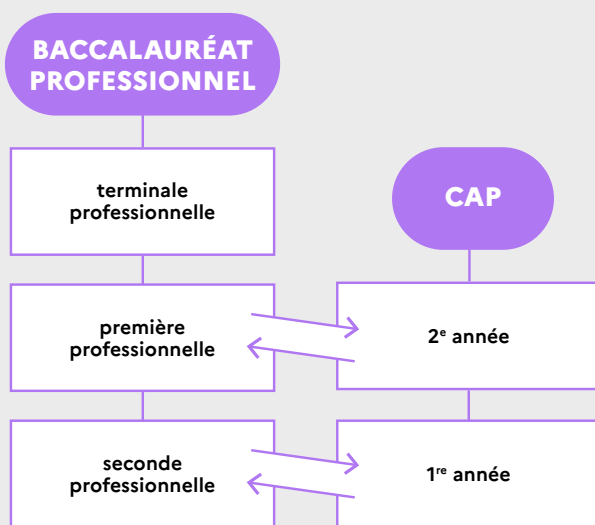 BACCALAURÉAT
PROFESSIONNEL
terminale
professionnelle
CAP
première
professionnelle
2ᵉ année
seconde
professionnelle
1ʳᵉ année